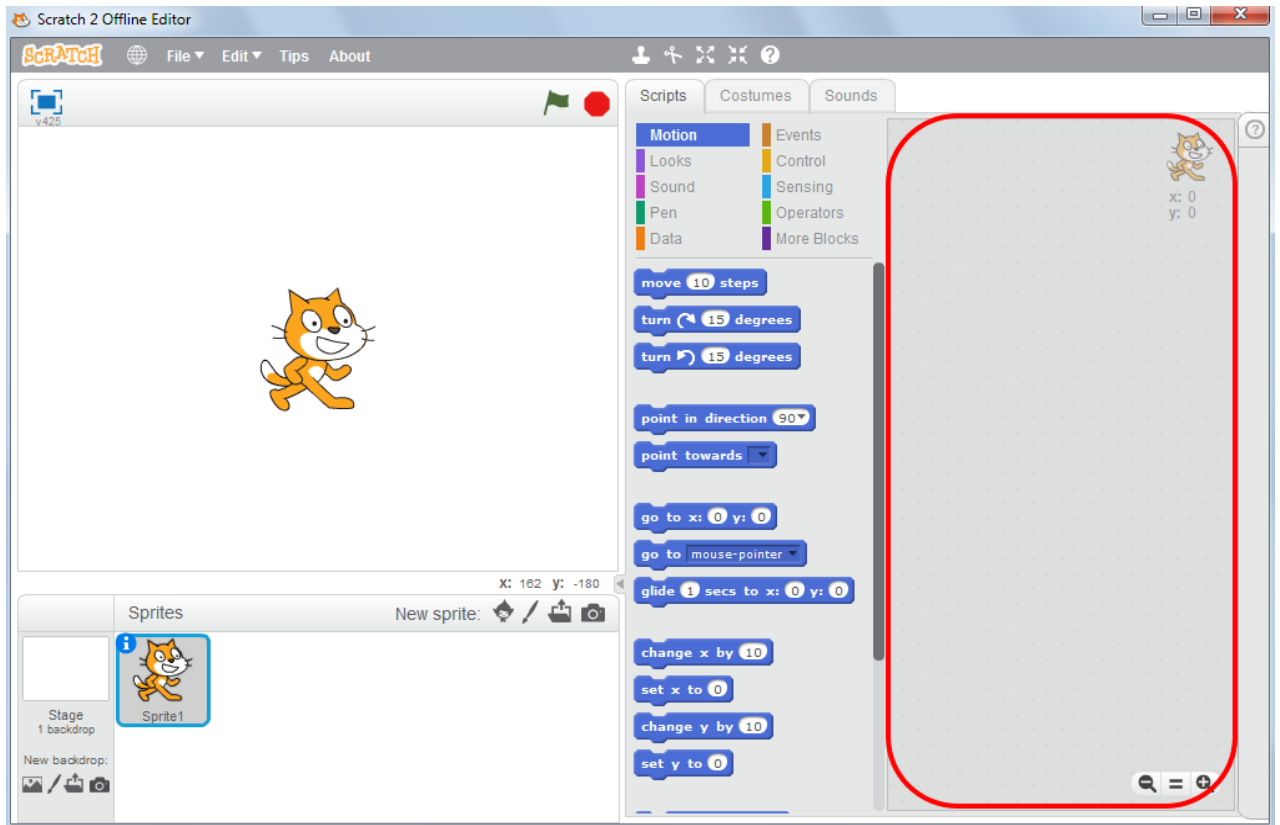 Scratch 2 Offline Editor
SCRATCH File Edit Tips About
v425
Scripts Costumes Sounds
Motion Events
Looks Control
Sound Sensing
Pen Operators
Data More Blocks
x: 0
y: 0
move 10 steps
turn 15 degrees
turn 15 degrees
point in direction 90
point towards
go to x: 0 y: 0
go to mouse-pointer
glide 1 secs to x: 0 y: 0
change x by 10
set x to 0
change y by 10
set y to 0
X: 162 y: -180
Sprites New sprite:
Stage
1 backdrop
New backdrop:
Sprite1